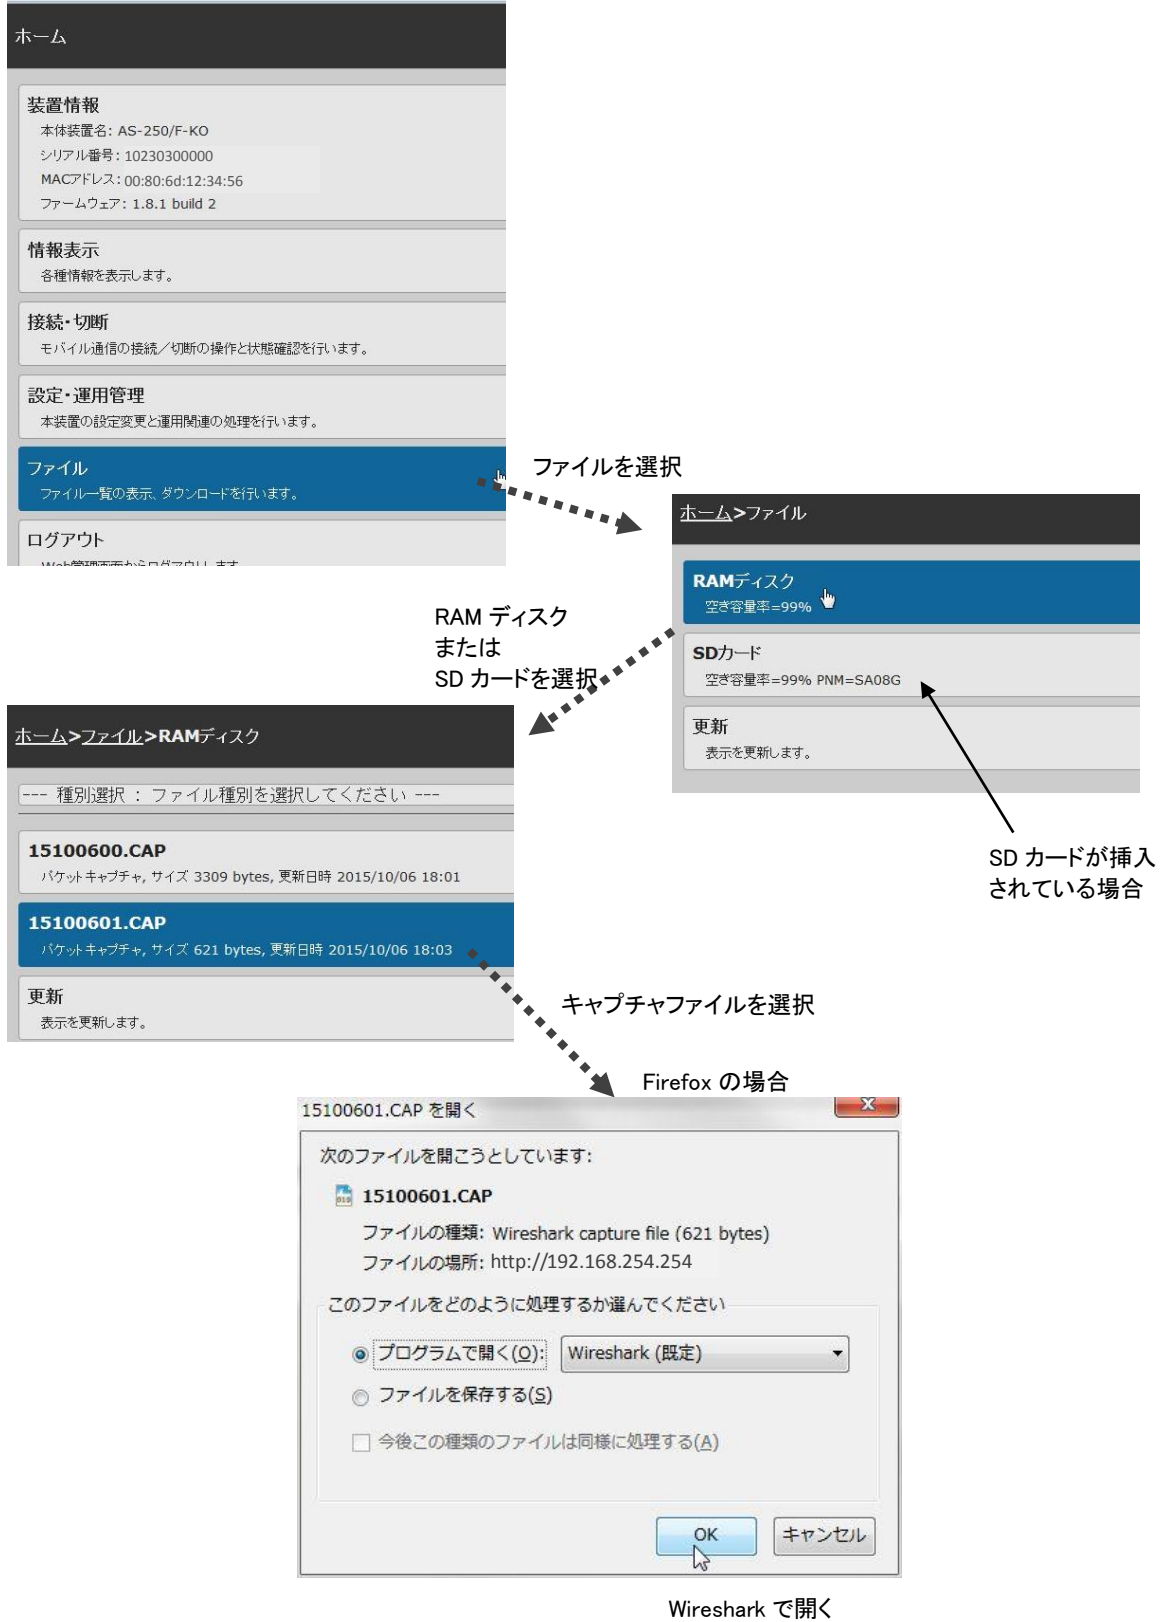 ホーム
装置情報
本体装置名: AS-250/F-KO
シリアル番号: 10230300000
MACアドレス: 00:80:6d:12:34:56
ファームウェア: 1.8.1 build 2
情報表示
各種情報を表示します。
接続・切断
モバイル通信の接続／切断の操作と状態確認を行います。
設定・運用管理
本装置の設定変更と運用関連の処理を行います。
ファイル
ファイル一覧の表示、ダウンロードを行います。
ログアウト
Web管理画面からログアウトします。
ファイルを選択
ホーム>ファイル
RAMディスク
空き容量率=99%
SDカード
空き容量率=99% PNM=SA08G
更新
表示を更新します。
RAM ディスク
または
SD カードを選択
SD カードが挿入
されている場合
ホーム>ファイル>RAMディスク
--- 種別選択 : ファイル種別を選択してください ---
15100600.CAP
パケットキャプチャ, サイズ 3309 bytes, 更新日時 2015/10/06 18:01
15100601.CAP
パケットキャプチャ, サイズ 621 bytes, 更新日時 2015/10/06 18:03
更新
表示を更新します。
キャプチャファイルを選択
Firefox の場合
15100601.CAP を開く
次のファイルを開こうとしています:
15100601.CAP
ファイルの種類: Wireshark capture file (621 bytes)
ファイルの場所: http://192.168.254.254
このファイルをどのように処理するか選んでください
プログラムで開く(O): Wireshark (既定)
ファイルを保存する(S)
今後この種類のファイルは同様に処理する(A)
OK キャンセル
Wireshark で開く